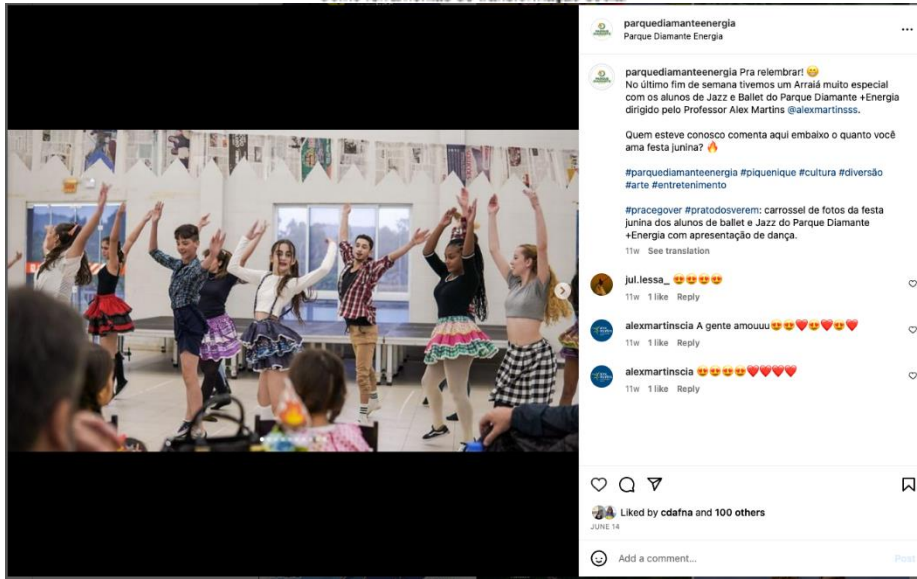 parquediamanteenergia
Parque Diamante Energia
parquediamanteenergia Pra relembrar! 😁
No último fim de semana tivemos um Arraiá muito especial
com os alunos de Jazz e Ballet do Parque Diamante +Energia
dirigido pelo Professor Alex Martins @alexmartinsss.
Quem esteve conosco comenta aqui embaixo o quanto você
ama festa junina? 🔥
#parquediamanteenergia #piquenique #cultura #diversão
#arte #entretenimento
#pracegover #pratodosverem: carrossel de fotos da festa
junina dos alunos de ballet e Jazz do Parque Diamante
+Energia com apresentação de dança.
11w See translation
jul.lessa_ 😍😍😍😍
11w 1 like Reply
alexmartinscia A gente amouuu😍😍❤️😍❤️😍❤️
11w 1 like Reply
alexmartinscia 😍😍😍😍❤️❤️❤️❤️
11w 1 like Reply
Liked by cdafna and 100 others
JUNE 14
Add a comment...
Post